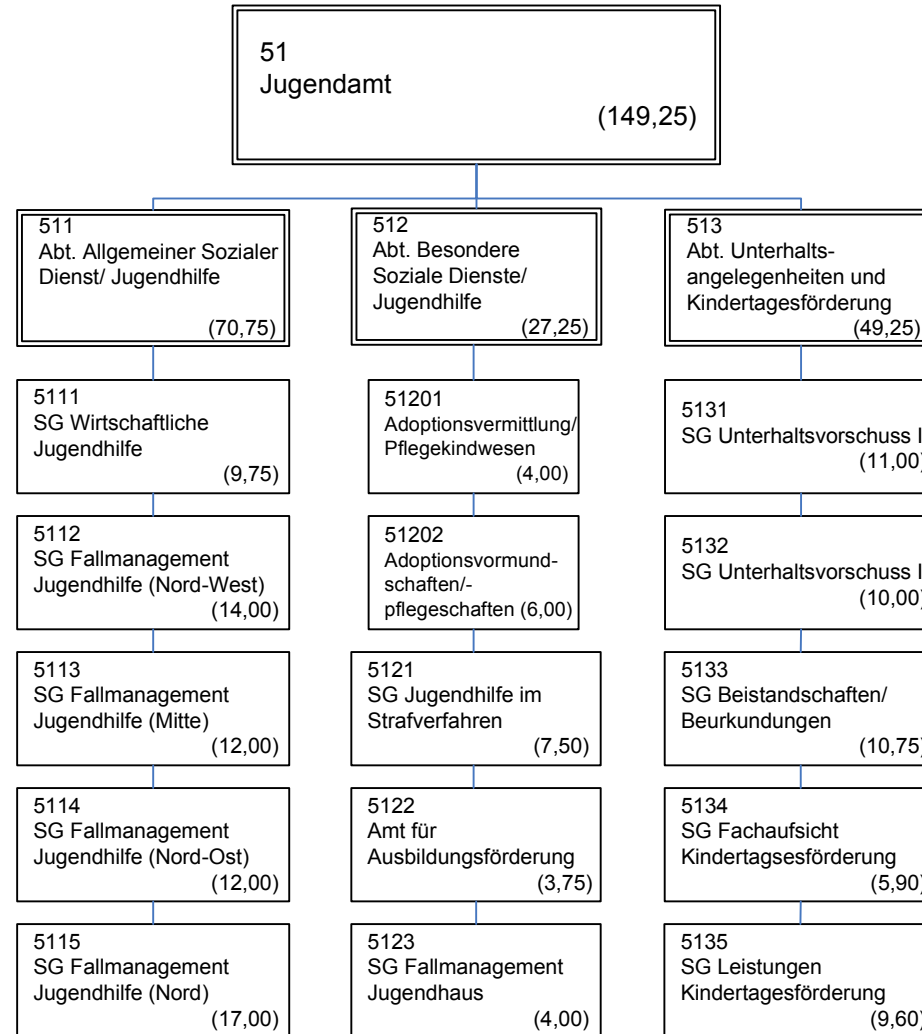 51
Jugendamt
(149,25)
511
Abt. Allgemeiner Sozialer
Dienst/ Jugendhilfe
(70,75)
5111
SG Wirtschaftliche
Jugendhilfe
(9,75)
5112
SG Fallmanagement
Jugendhilfe (Nord-West)
(14,00)
5113
SG Fallmanagement
Jugendhilfe (Mitte)
(12,00)
5114
SG Fallmanagement
Jugendhilfe (Nord-Ost)
(12,00)
5115
SG Fallmanagement
Jugendhilfe (Nord)
(17,00)
512
Abt. Besondere
Soziale Dienste/
Jugendhilfe
(27,25)
51201
Adoptionsvermittlung/
Pflegekindwesen
(4,00)
51202
Adoptionsvormund-
schaften/-
pflegeschaften (6,00)
5121
SG Jugendhilfe im
Strafverfahren
(7,50)
5122
Amt für
Ausbildungsförderung
(3,75)
5123
SG Fallmanagement
Jugendhaus
(4,00)
513
Abt. Unterhalts-
angelegenheiten und
Kindertagesförderung
(49,25)
5131
SG Unterhaltsvorschuss I
(11,00)
5132
SG Unterhaltsvorschuss I
(10,00)
5133
SG Beistandschaften/
Beurkundungen
(10,75)
5134
SG Fachaufsicht
Kindertagsesförderung
(5,90)
5135
SG Leistungen
Kindertagesförderung
(9,60)